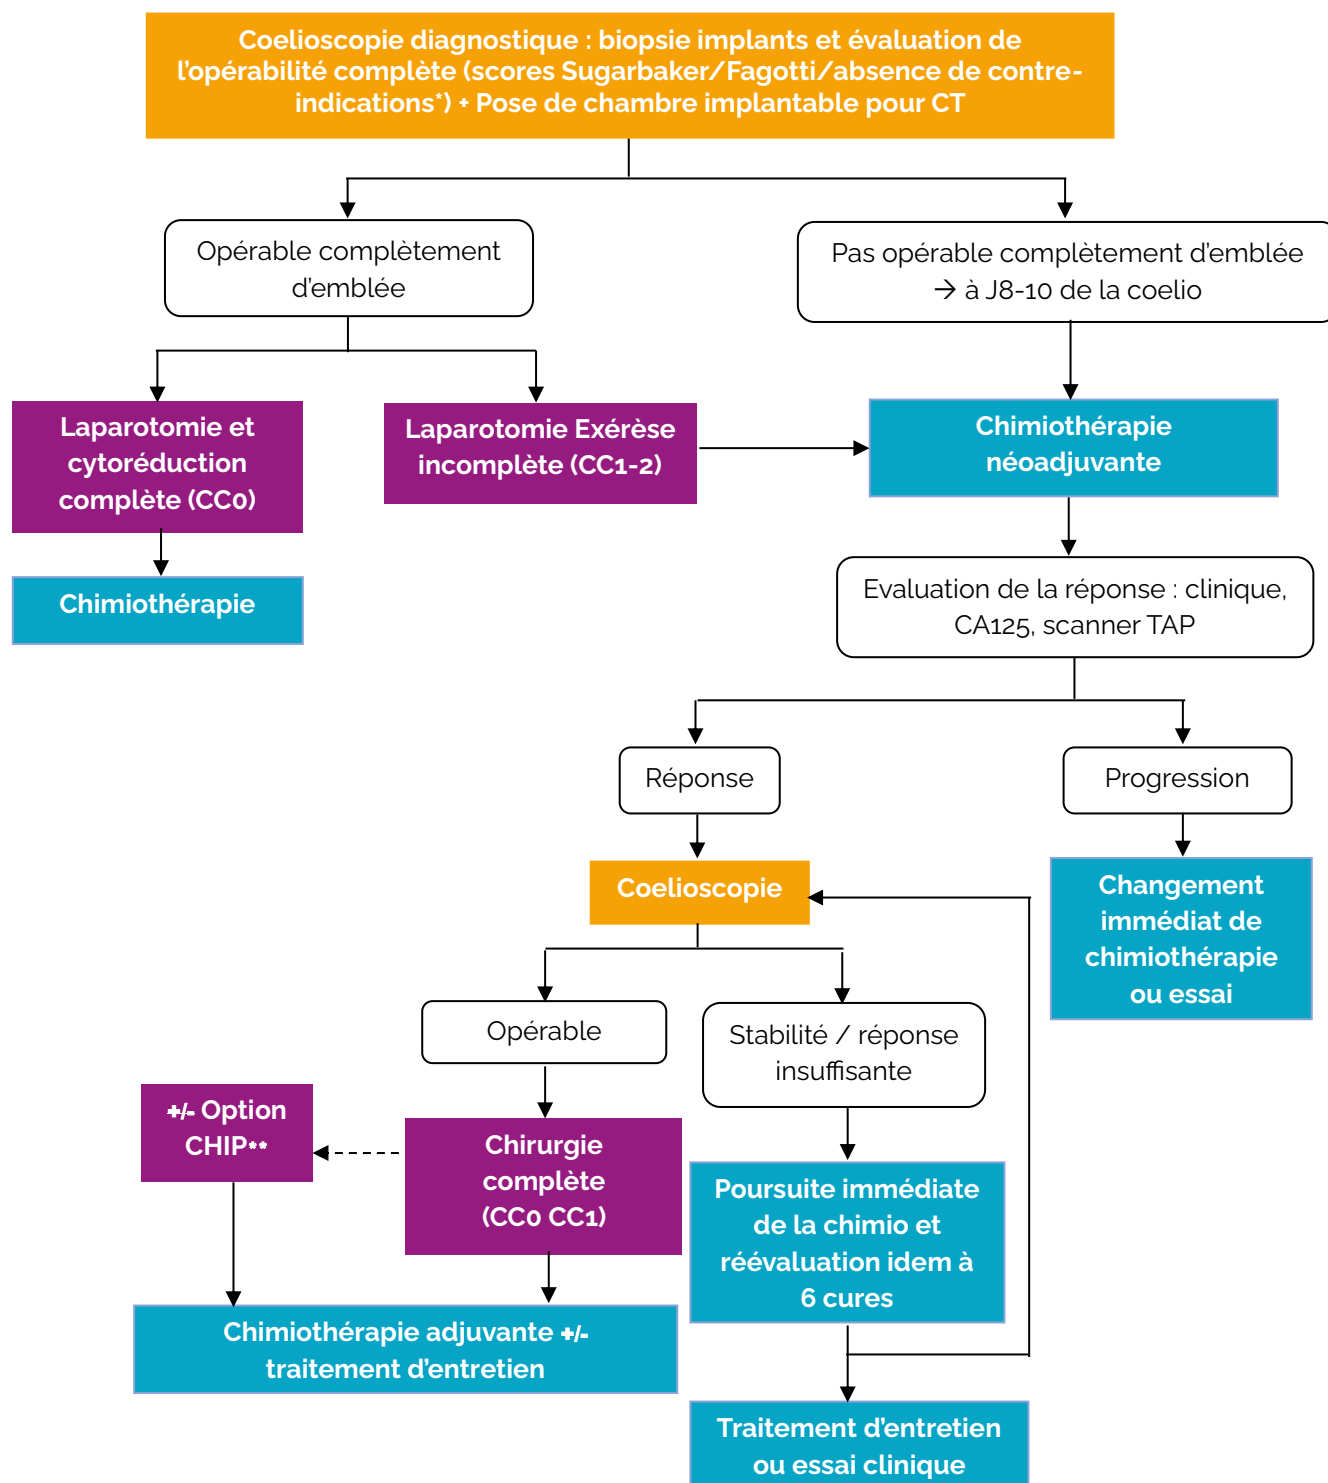 Coelioscopie diagnostique : biopsie implants et évaluation de
l'opérabilité complète (scores Sugarbaker/Fagotti/absence de contre-
indications*) + Pose de chambre implantable pour CT
Opérable complètement
d'emblée
Pas opérable complètement d'emblée
→ à J8-10 de la coelio
Laparotomie et
cytoréduction
complète (CC0)
Laparotomie Exérèse
incomplète (CC1-2)
Chimiothérapie
néoadjuvante
Chimiothérapie
Evaluation de la réponse : clinique,
CA125, scanner TAP
Réponse
Progression
Coelioscopie
Changement
immédiat de
chimiothérapie
ou essai
Opérable
Stabilité / réponse
insuffisante
+/- Option
CHIP**
Chirurgie
complète
(CC0 CC1)
Poursuite immédiate
de la chimio et
réévaluation idem à
6 cures
Chimiothérapie adjuvante +/-
traitement d'entretien
Traitement d'entretien
ou essai clinique